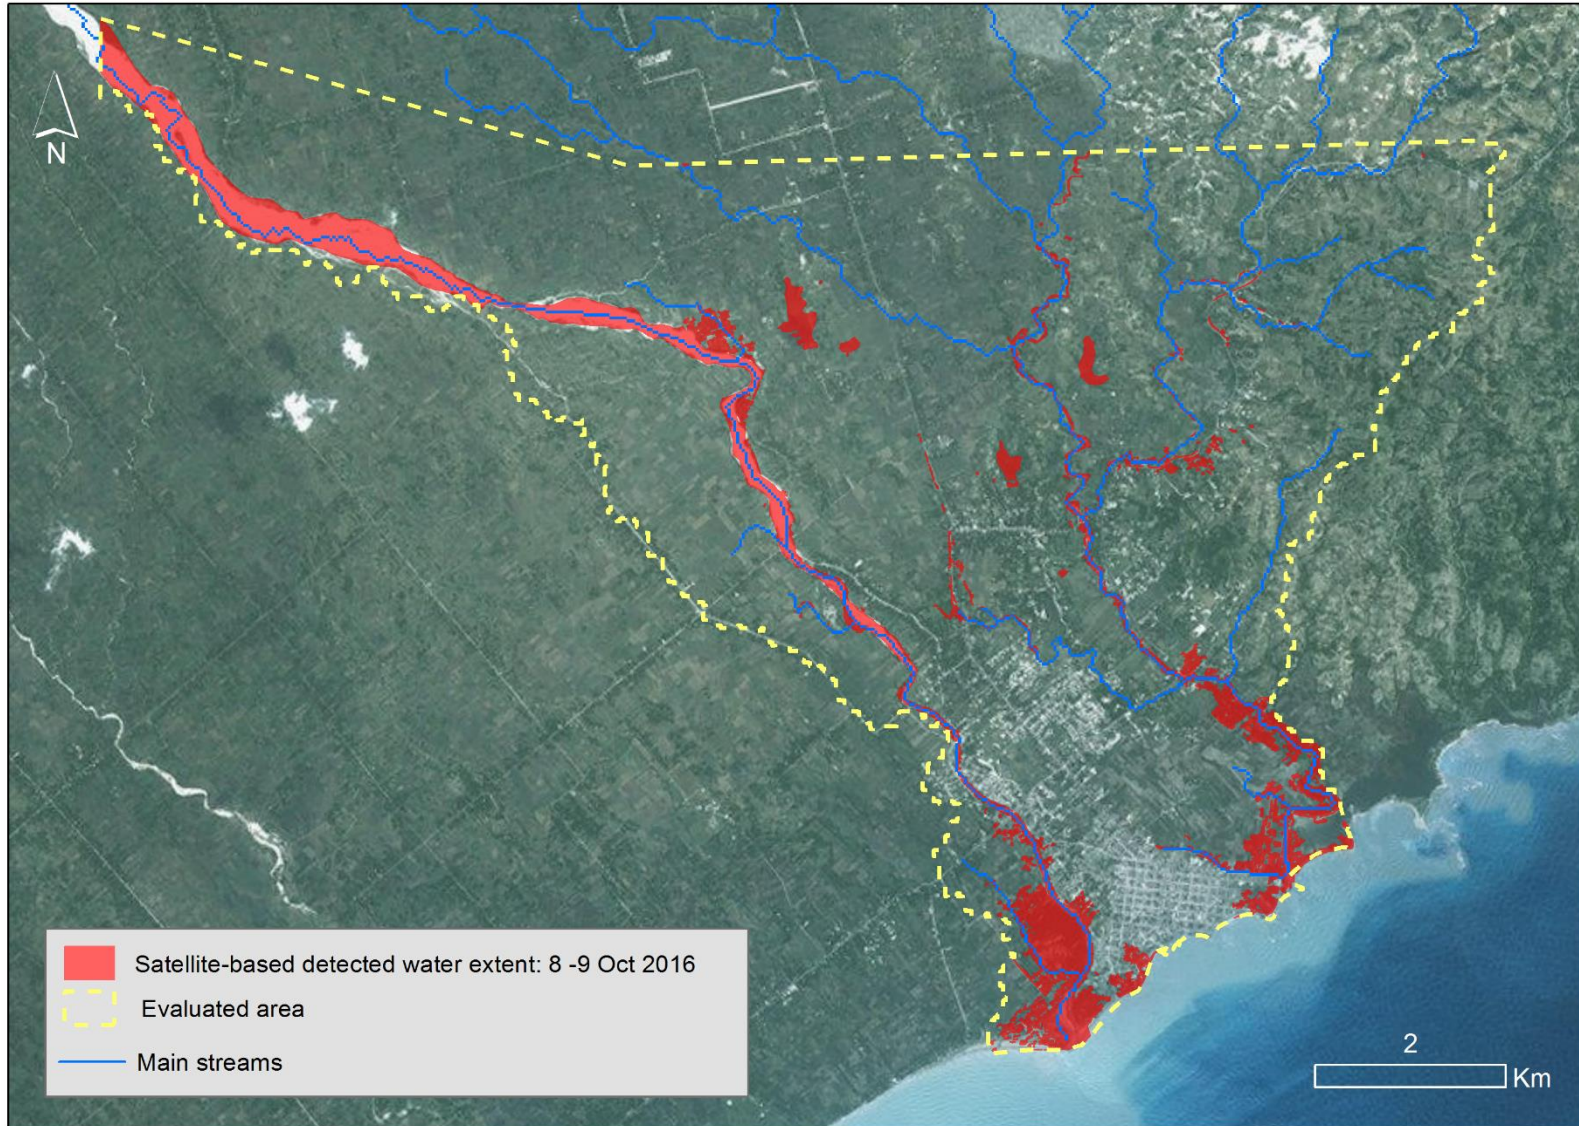 N
Satellite-based detected water extent: 8 -9 Oct 2016
Evaluated area
Main streams
2
Km